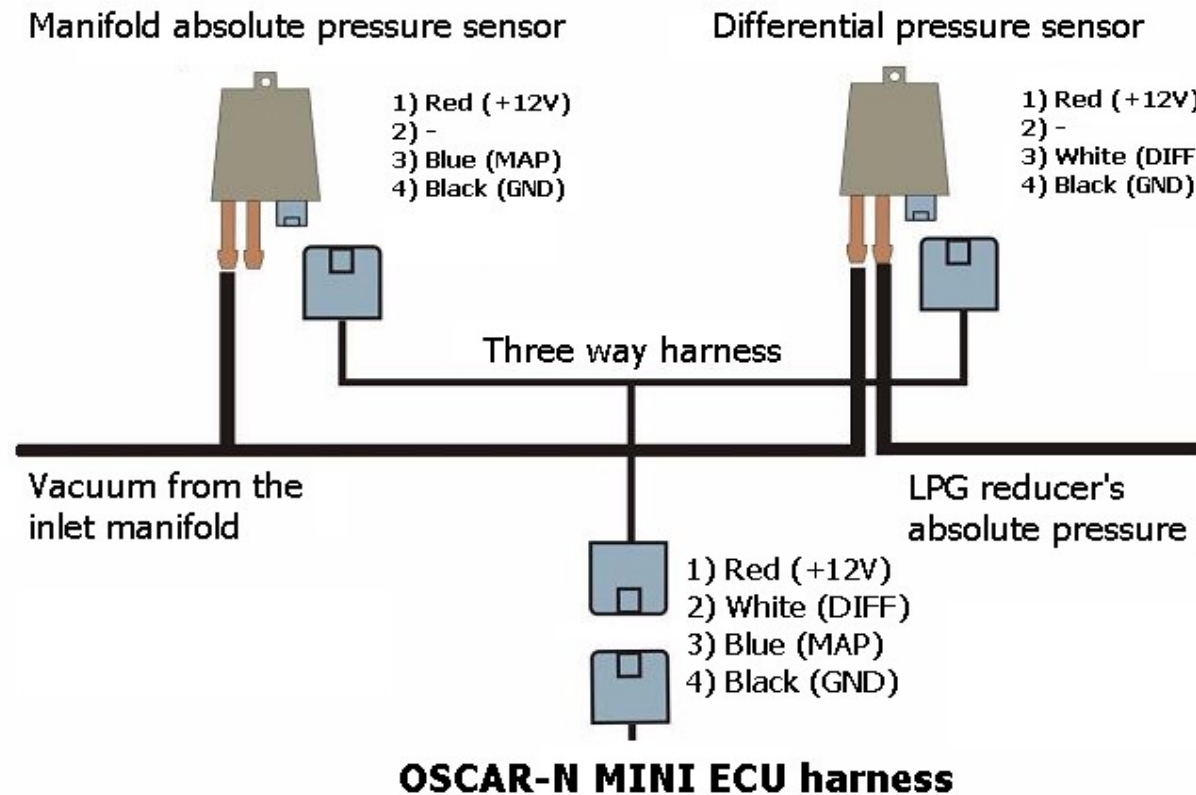 Manifold absolute pressure sensor
1) Red (+12V)
2) -
3) Blue (MAP)
4) Black (GND)
Differential pressure sensor
1) Red (+12V)
2) -
3) White (DIFF
4) Black (GND)
Three way harness
Vacuum from the
inlet manifold
LPG reducer's
absolute pressure
1) Red (+12V)
2) White (DIFF)
3) Blue (MAP)
4) Black (GND)
OSCAR-N MINI ECU harness